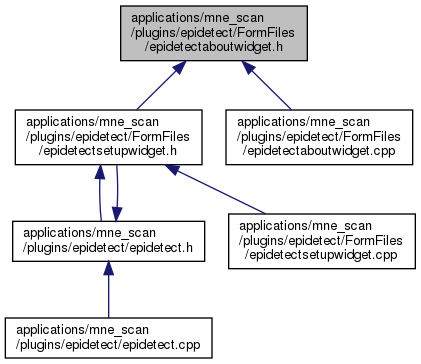 applications/mne_scan
/plugins/epidetect/FormFiles
/epidetectaboutwidget.h
applications/mne_scan
/plugins/epidetect/FormFiles
/epidetectsetupwidget.h
applications/mne_scan
/plugins/epidetect/FormFiles
/epidetectaboutwidget.cpp
applications/mne_scan
/plugins/epidetect/epidetect.h
applications/mne_scan
/plugins/epidetect/FormFiles
/epidetectsetupwidget.cpp
applications/mne_scan
/plugins/epidetect/epidetect.cpp